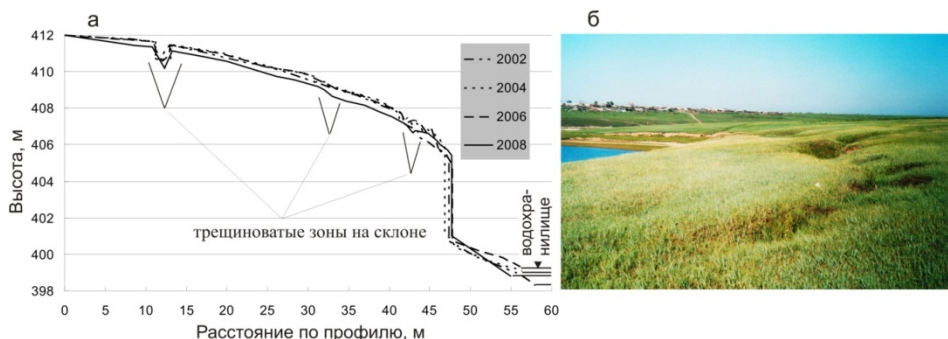 а
Высота, м
412
410
408
406
404
402
400
398
0 5 10 15 20 25 30 35 40 45 50 55 60
Расстояние по профилю, м
трещиноватые зоны на склоне
2002
2004
2006
2008
водохра-
нилище
б